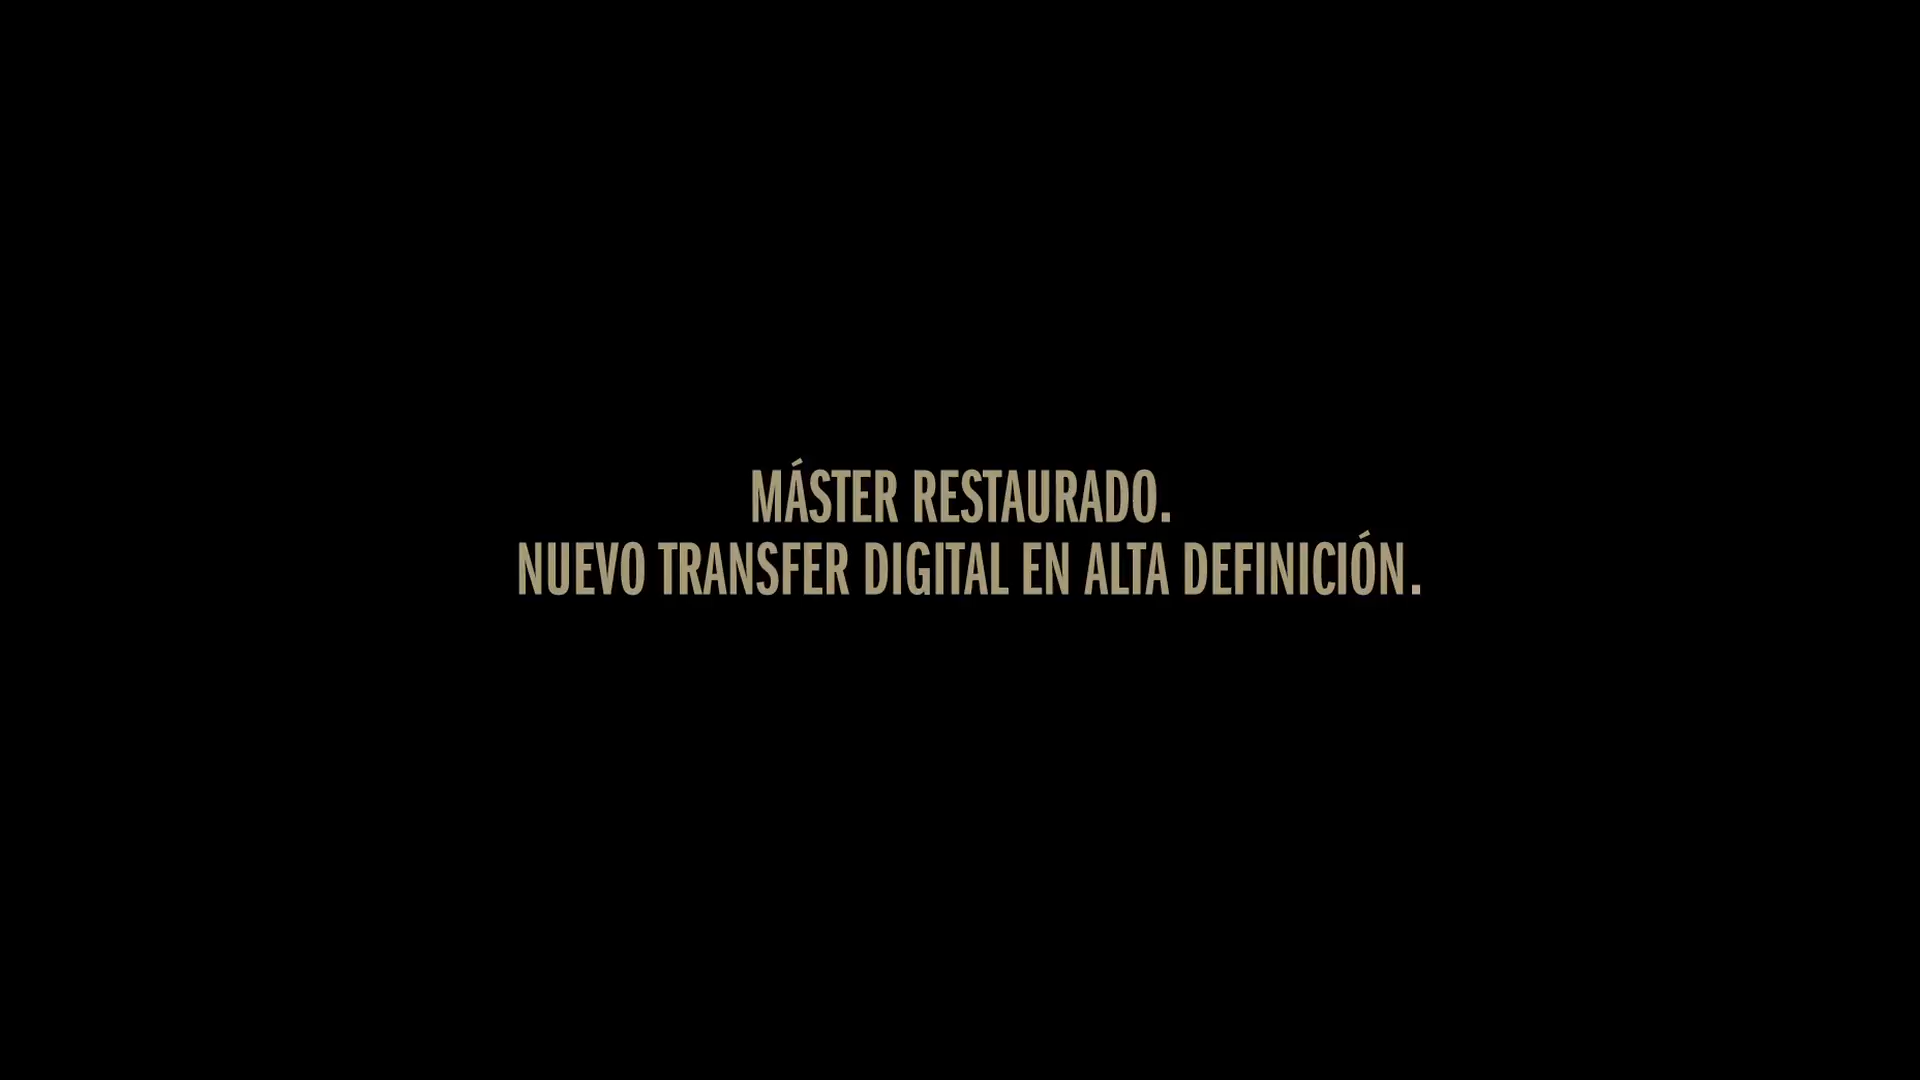 MÁSTER RESTAURADO.
NUEVO TRANSFER DIGITAL EN ALTA DEFINICIÓN.